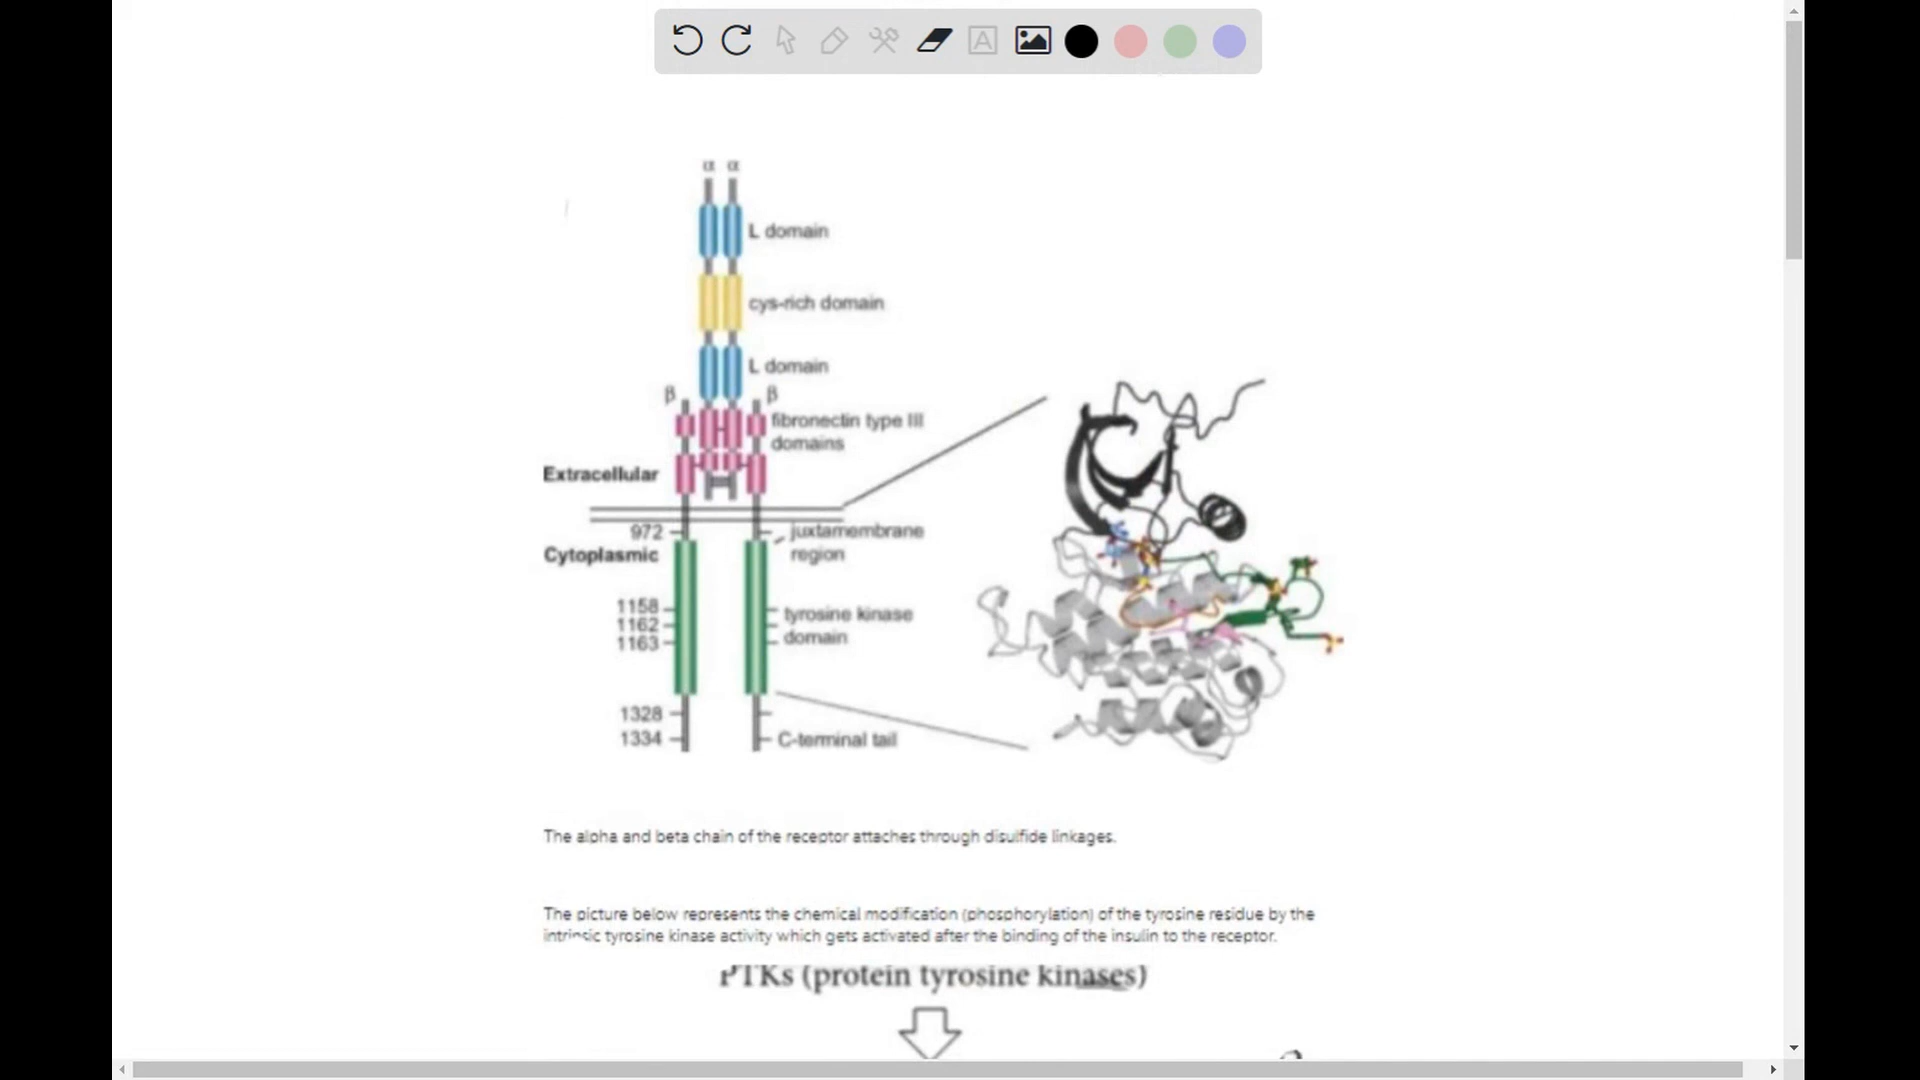 α α
L domain
cys-rich domain
L domain
β β
fibronectin type III
domains
Extracellular
972
juxtamembrane
region
Cytoplasmic
1158
1162
1163
tyrosine kinase
domain
1328
1334
C-terminal tail
The alpha and beta chain of the receptor attaches through disulfide linkages.
The picture below represents the chemical modification (phosphorylation) of the tyrosine residue by the
intrinsic tyrosine kinase activity which gets activated after the binding of the insulin to the receptor.
PTKs (protein tyrosine kinases)